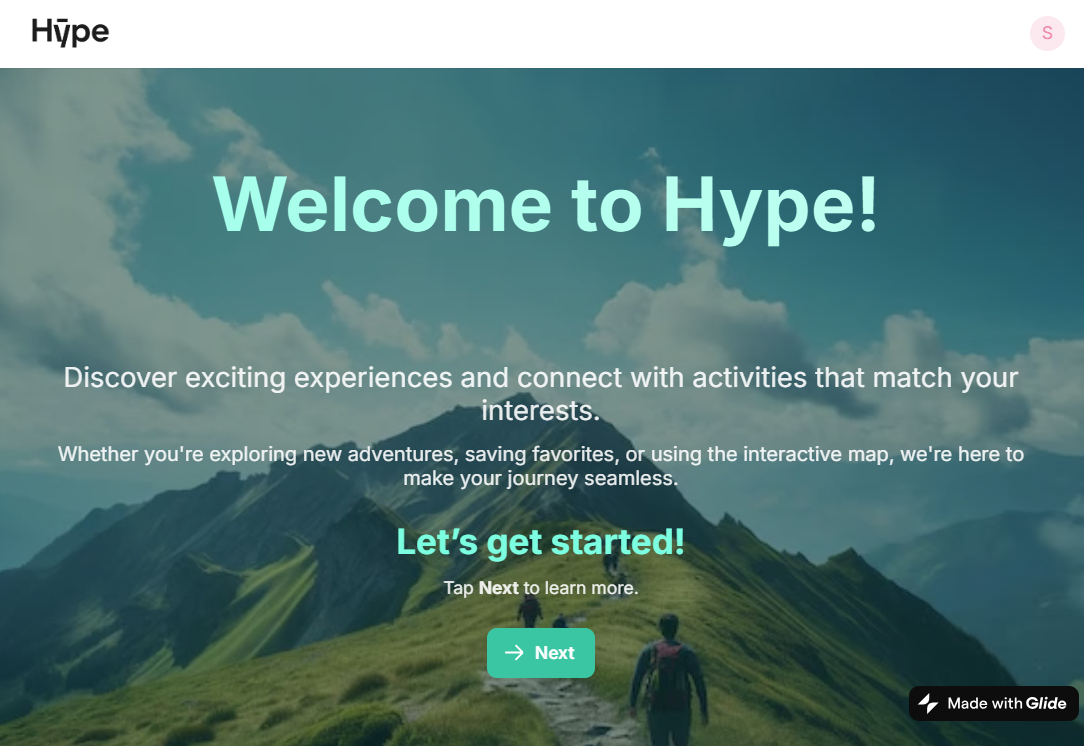 Hȳpe
S
Welcome to Hype!
Discover exciting experiences and connect with activities that match your
interests.
Whether you're exploring new adventures, saving favorites, or using the interactive map, we're here to
make your journey seamless.
Let’s get started!
Tap Next to learn more.
Next
Made with Glide